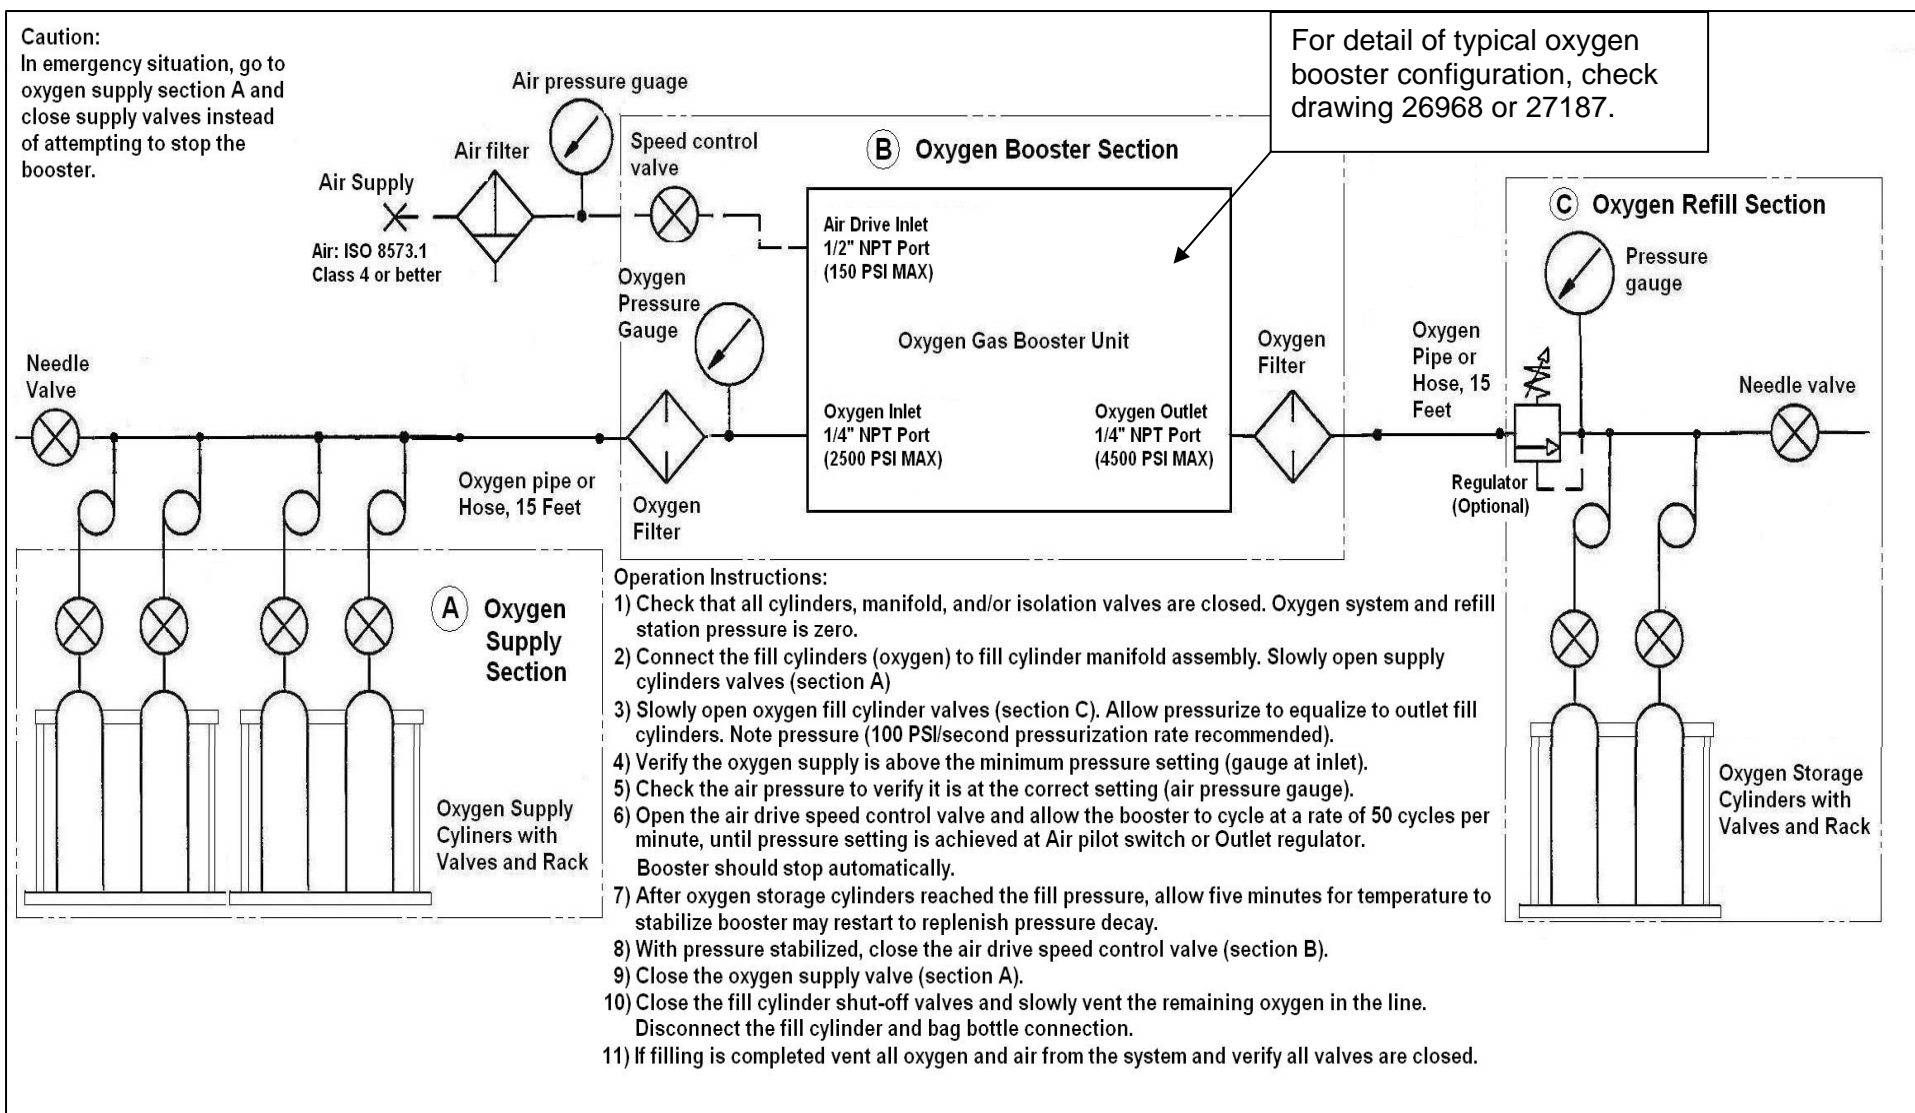 Caution:
In emergency situation, go to
oxygen supply section A and
close supply valves instead
of attempting to stop the
booster.
For detail of typical oxygen
booster configuration, check
drawing 26968 or 27187.
Air pressure guage
Air filter
Air Supply
Air: ISO 8573.1
Class 4 or better
Speed control
valve
B Oxygen Booster Section
Air Drive Inlet
1/2" NPT Port
(150 PSI MAX)
Oxygen
Pressure
Gauge
Oxygen Gas Booster Unit
Oxygen Inlet
1/4" NPT Port
(2500 PSI MAX)
Oxygen Outlet
1/4" NPT Port
(4500 PSI MAX)
Oxygen
Filter
Oxygen
Filter
Needle
Valve
Oxygen pipe or
Hose, 15 Feet
Oxygen
Pipe or
Hose, 15
Feet
C Oxygen Refill Section
Pressure
gauge
Needle valve
Regulator
(Optional)
A Oxygen
Supply
Section
Oxygen Supply
Cyliners with
Valves and Rack
Oxygen Storage
Cylinders with
Valves and Rack
Operation Instructions:
1) Check that all cylinders, manifold, and/or isolation valves are closed. Oxygen system and refill
station pressure is zero.
2) Connect the fill cylinders (oxygen) to fill cylinder manifold assembly. Slowly open supply
cylinders valves (section A)
3) Slowly open oxygen fill cylinder valves (section C). Allow pressurize to equalize to outlet fill
cylinders. Note pressure (100 PSI/second pressurization rate recommended).
4) Verify the oxygen supply is above the minimum pressure setting (gauge at inlet).
5) Check the air pressure to verify it is at the correct setting (air pressure gauge).
6) Open the air drive speed control valve and allow the booster to cycle at a rate of 50 cycles per
minute, until pressure setting is achieved at Air pilot switch or Outlet regulator.
Booster should stop automatically.
7) After oxygen storage cylinders reached the fill pressure, allow five minutes for temperature to
stabilize booster may restart to replenish pressure decay.
8) With pressure stabilized, close the air drive speed control valve (section B).
9) Close the oxygen supply valve (section A).
10) Close the fill cylinder shut-off valves and slowly vent the remaining oxygen in the line.
Disconnect the fill cylinder and bag bottle connection.
11) If filling is completed vent all oxygen and air from the system and verify all valves are closed.